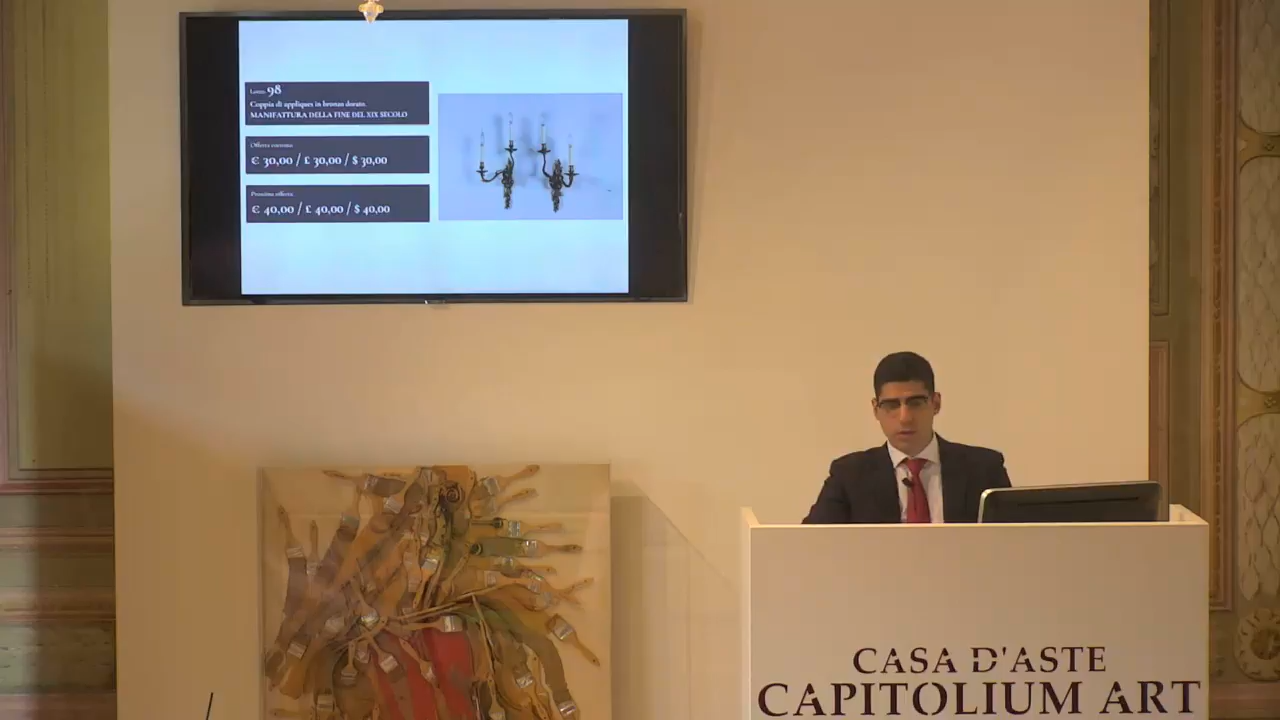 Lotto 98
Coppia di appliques in bronzo dorato.
MANIFATTURA DELLA FINE DEL XIX SECOLO
Offerta corrente
€ 30,00 / £ 30,00 / $ 30,00
Prossima offerta
€ 40,00 / £ 40,00 / $ 40,00
CASA D'ASTE
CAPITOLIUM ART